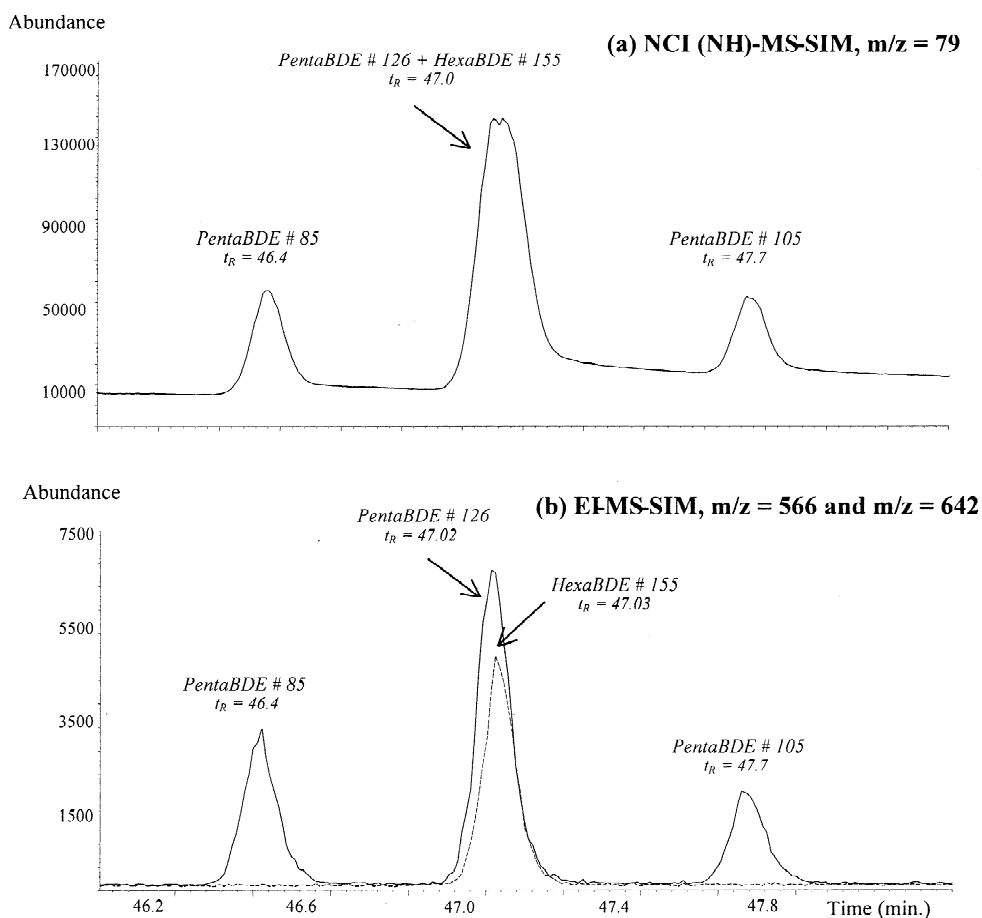 Abundance
(a) NCI (NH)-MS-SIM, m/z = 79
170000
PentaBDE # 126 + HexaBDE # 155
tR = 47.0
130000
90000
PentaBDE # 85
tR = 46.4
PentaBDE # 105
tR = 47.7
50000
10000
Abundance
(b) EI-MS-SIM, m/z = 566 and m/z = 642
7500
PentaBDE # 126
tR = 47.02
HexaBDE # 155
tR = 47.03
5500
PentaBDE # 85
tR = 46.4
3500
PentaBDE # 105
tR = 47.7
1500
46.2 46.6 47.0 47.4 47.8 Time (min.)